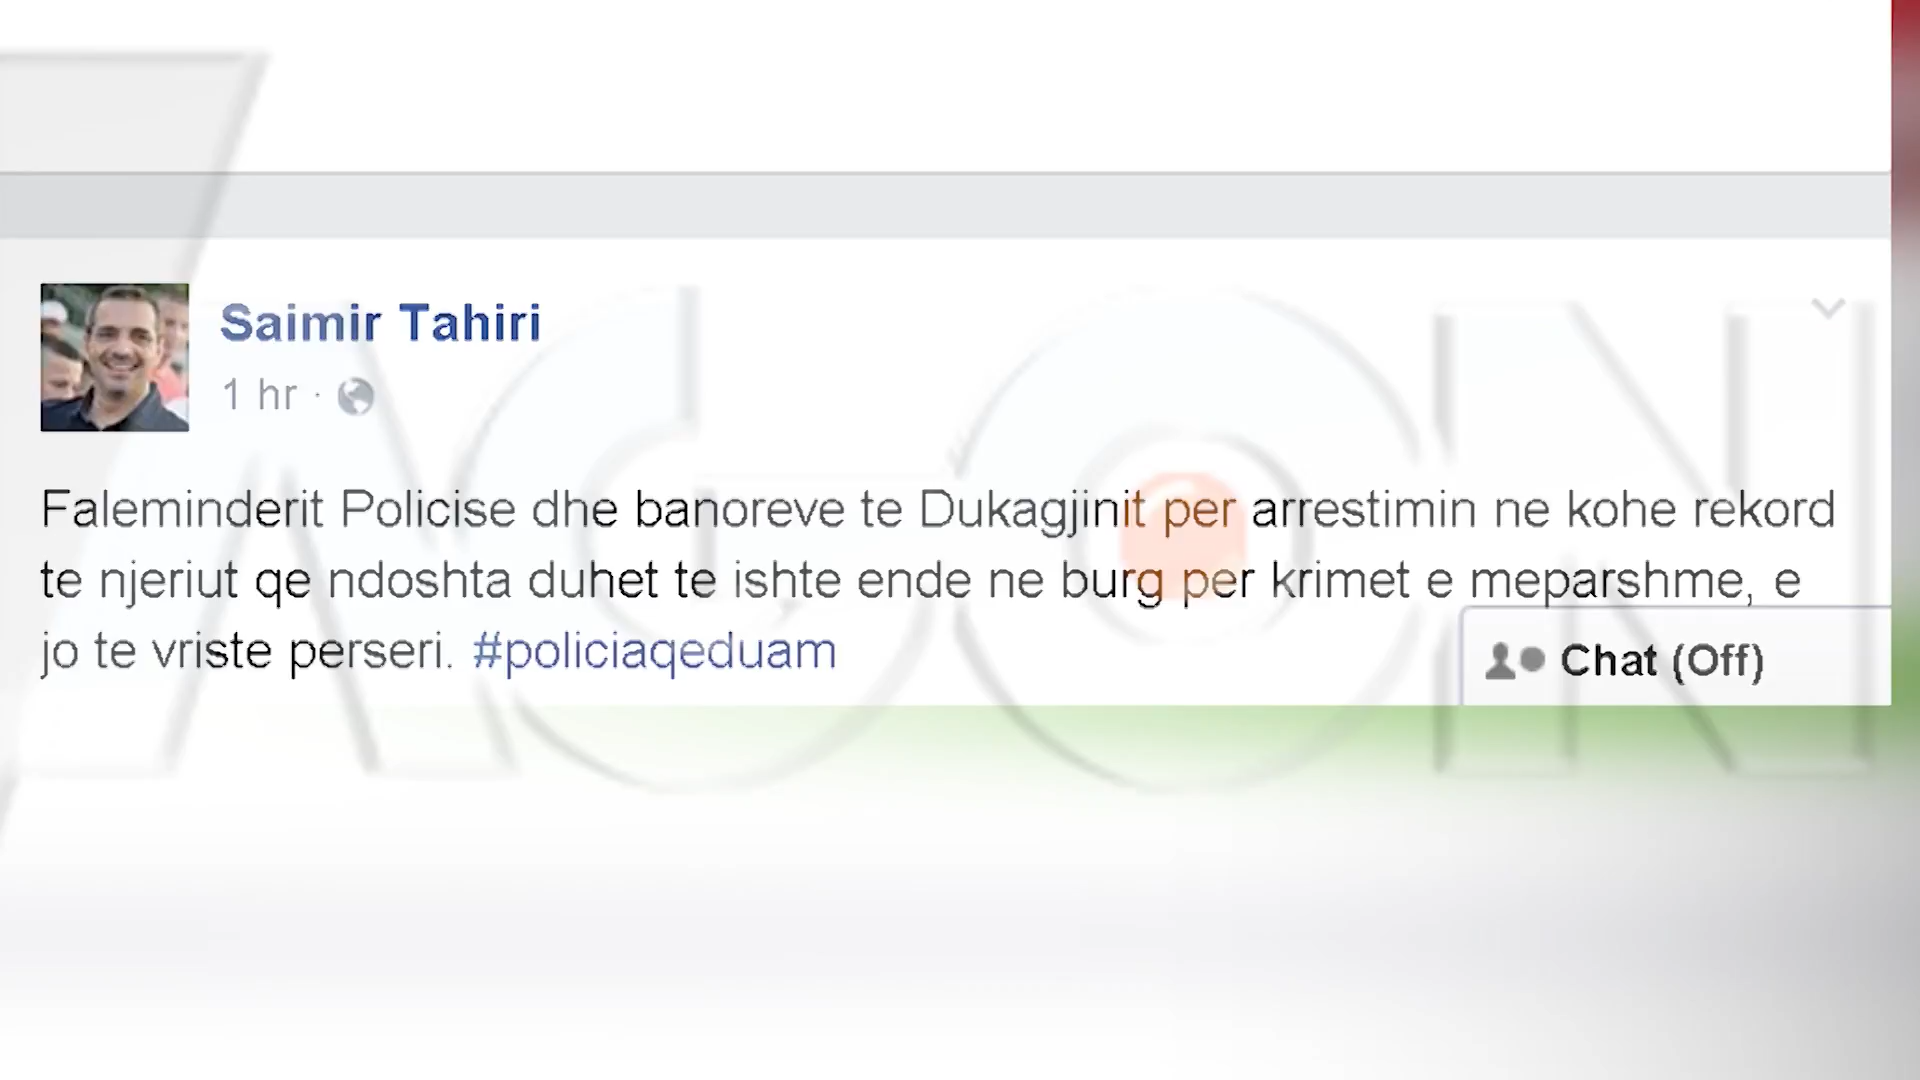 Saimir Tahiri
1 hr ·
Faleminderit Policise dhe banoreve te Dukagjinit per arrestimin ne kohe rekord
te njeriut qe ndoshta duhet te ishte ende ne burg per krimet e meparshme, e
jo te vriste perseri. #policiaqeduam
Chat (Off)
AGON